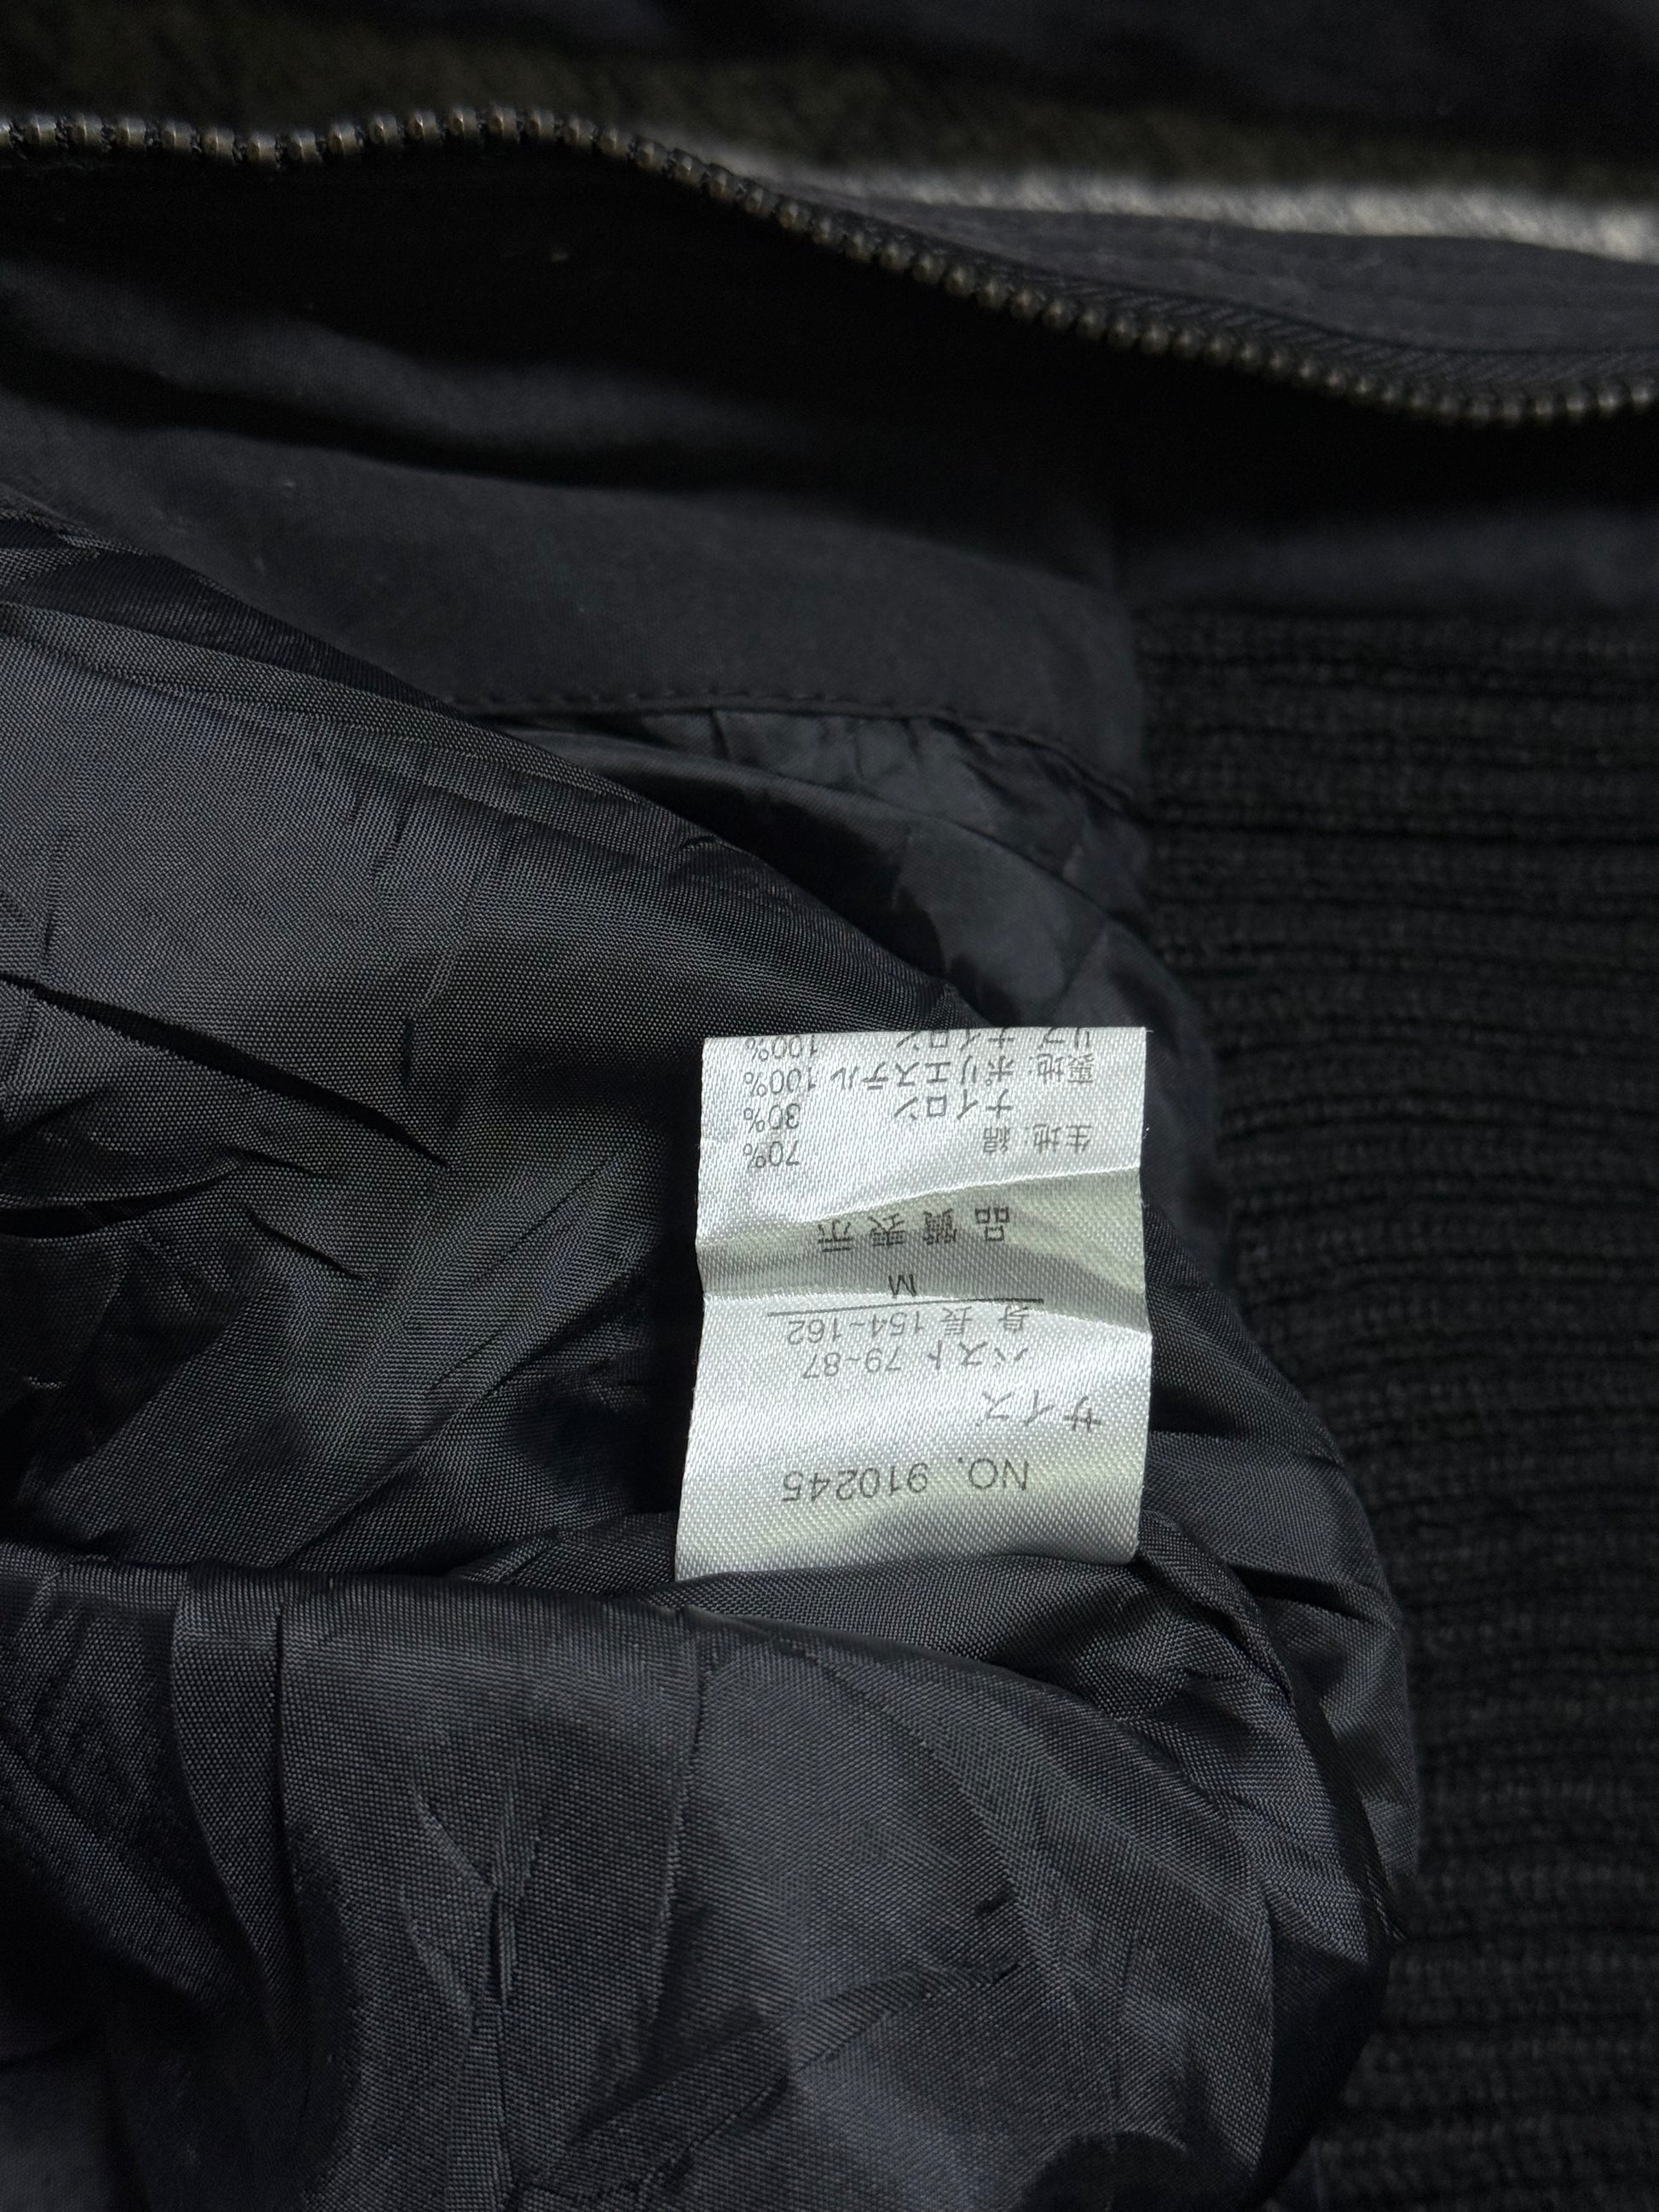 NO. 910245
サイズ
バスト 79~87
身 長 154~162
M
品 質 表 示
生地: 綿 70%
ナイロン 30%
裏地: ポリエステル 100%
リブ ナイロン 100%